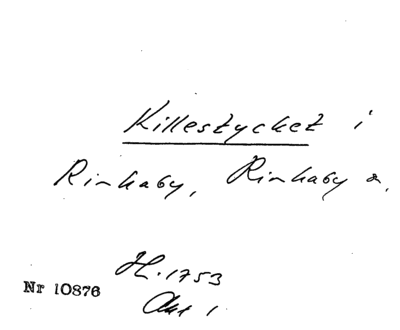 Killestycket i
Rinkaby, Rinkaby s.
H. 1753
Nr 10876
Akt 1